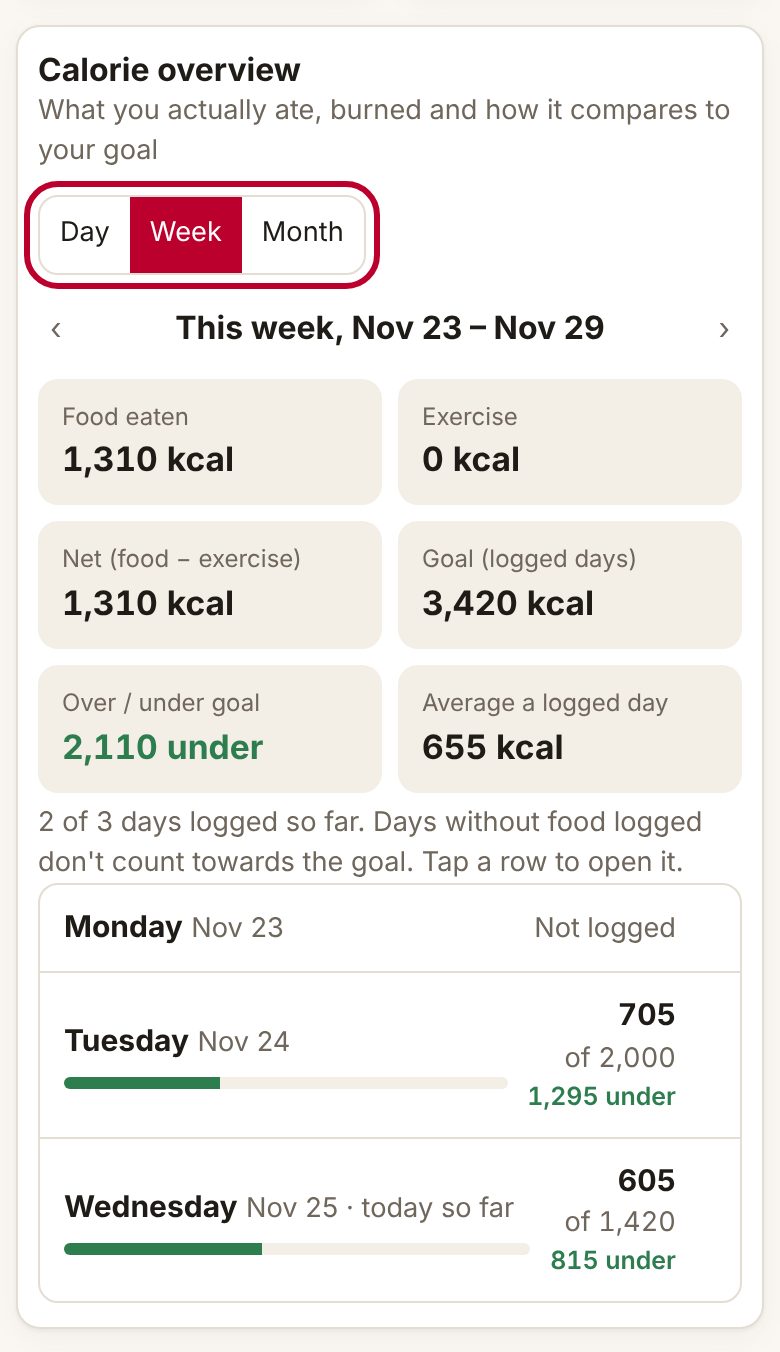 Calorie overview
What you actually ate, burned and how it compares to
your goal
Day Week Month
‹ This week, Nov 23 – Nov 29 ›
Food eaten
1,310 kcal
Exercise
0 kcal
Net (food − exercise)
1,310 kcal
Goal (logged days)
3,420 kcal
Over / under goal
2,110 under
Average a logged day
655 kcal
2 of 3 days logged so far. Days without food logged
don't count towards the goal. Tap a row to open it.
Monday Nov 23 Not logged
Tuesday Nov 24
705
of 2,000
1,295 under
Wednesday Nov 25 · today so far
605
of 1,420
815 under